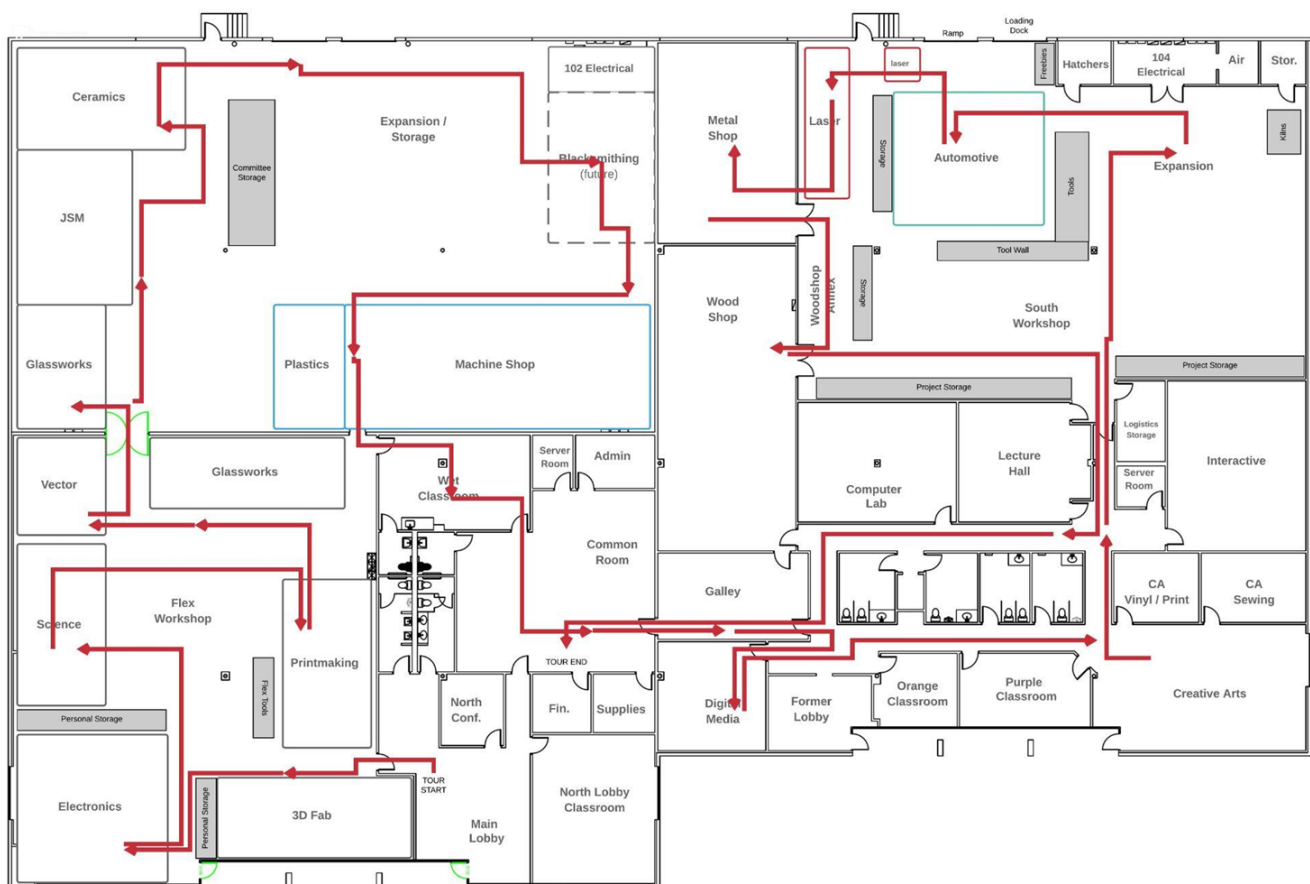 Loading
Dock
Ramp
Ceramics
102 Electrical
Expansion /
Storage
Metal
Shop
laser
Laser
Freebies
Hatchers
104
Electrical
Air
Stor.
Kilns
Committee
Storage
Blacksmithing
(future)
Storage
Automotive
Tools
Expansion
JSM
Tool Wall
Woodshop
Annex
Storage
Wood
Shop
South
Workshop
Glassworks
Plastics
Machine Shop
Project Storage
Project Storage
Logistics
Storage
Vector
Glassworks
Wet
Classroom
Server
Room
Admin
Computer
Lab
Lecture
Hall
Server
Room
Interactive
Science
Flex
Workshop
Common
Room
Galley
CA
Vinyl / Print
CA
Sewing
Printmaking
Flex Tools
TOUR END
Personal Storage
North
Conf.
Fin.
Supplies
Digital
Media
Former
Lobby
Orange
Classroom
Purple
Classroom
Creative Arts
TOUR
START
Electronics
Personal Storage
3D Fab
Main
Lobby
North Lobby
Classroom